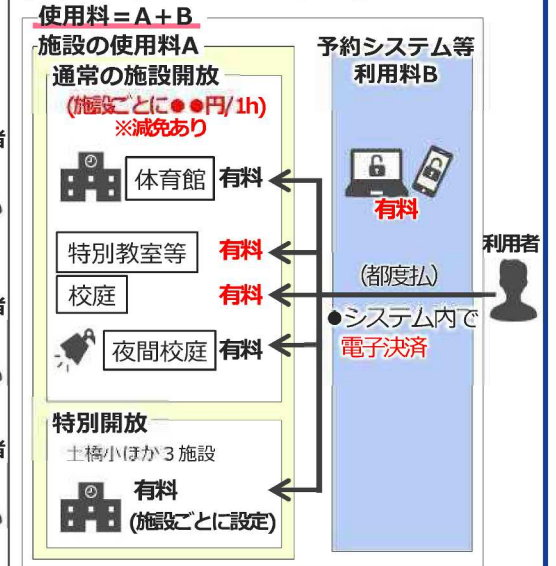 使用料＝A＋B
施設の使用料A
通常の施設開放
(施設ごとに●●円/1h)
※減免あり
体育館 有料
特別教室等 有料
校庭 有料
夜間校庭 有料
特別開放
土橋小ほか３施設
有料
(施設ごとに設定)
予約システム等
利用料B
有料
(都度払)
●システム内で
電子決済
利用者